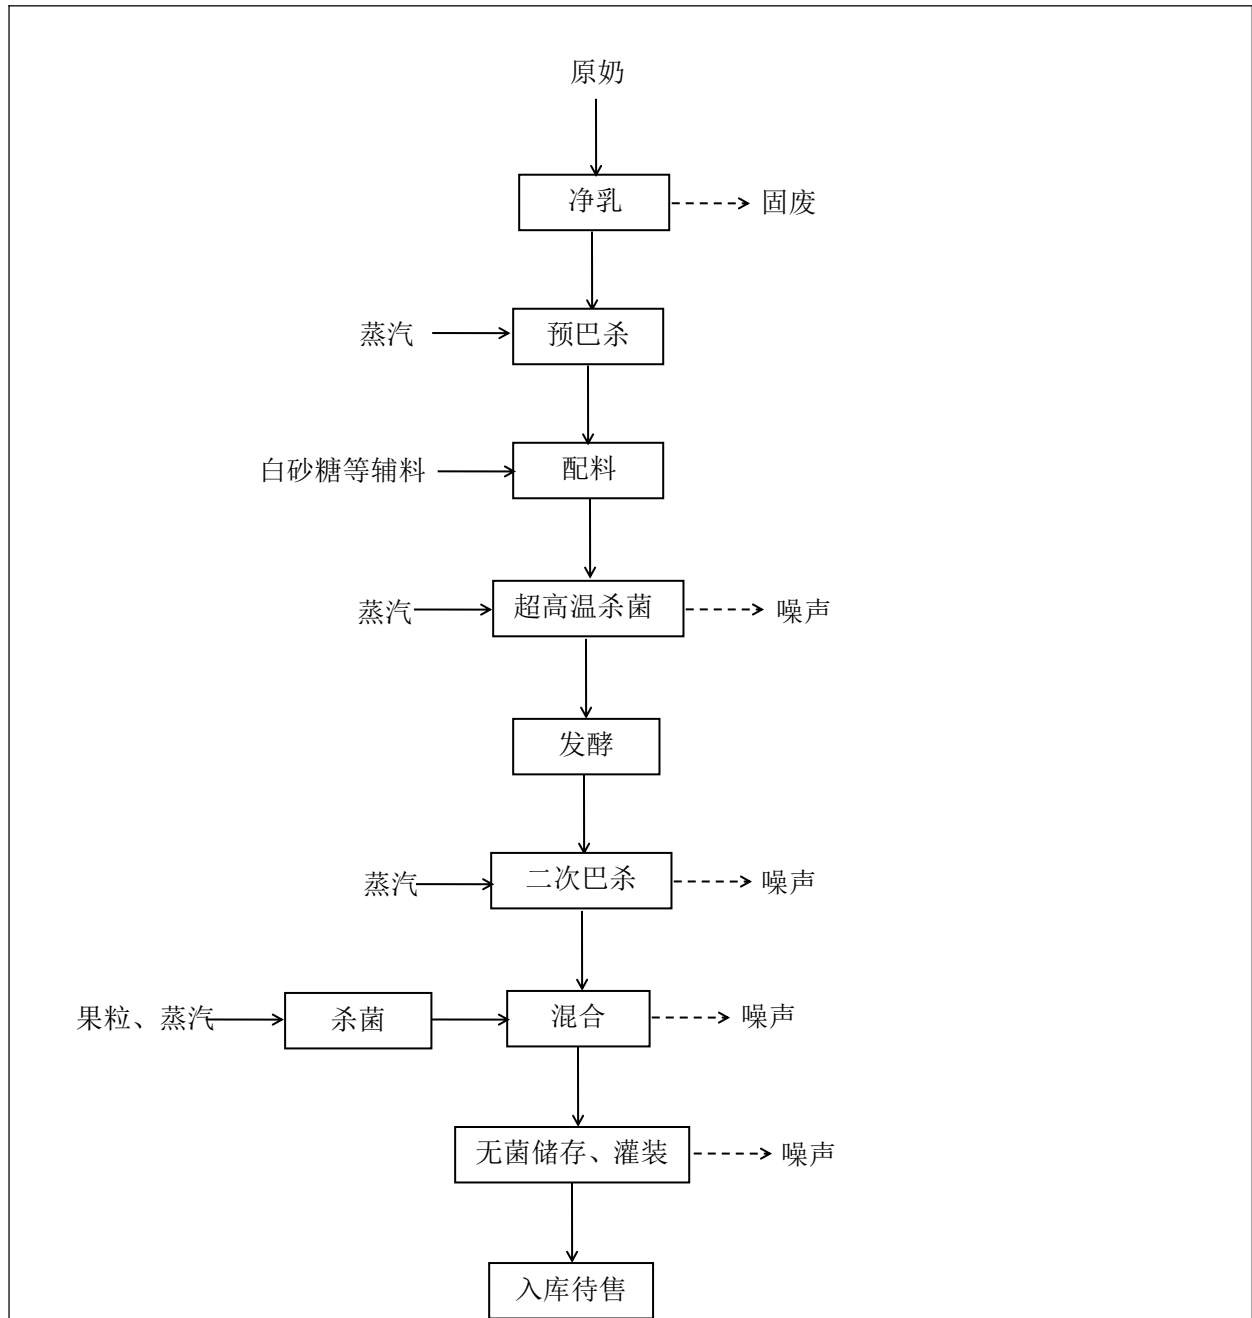 原奶
净乳
固废
蒸汽
预巴杀
白砂糖等辅料
配料
蒸汽
超高温杀菌
噪声
发酵
蒸汽
二次巴杀
噪声
果粒、蒸汽
杀菌
混合
噪声
无菌储存、灌装
噪声
入库待售